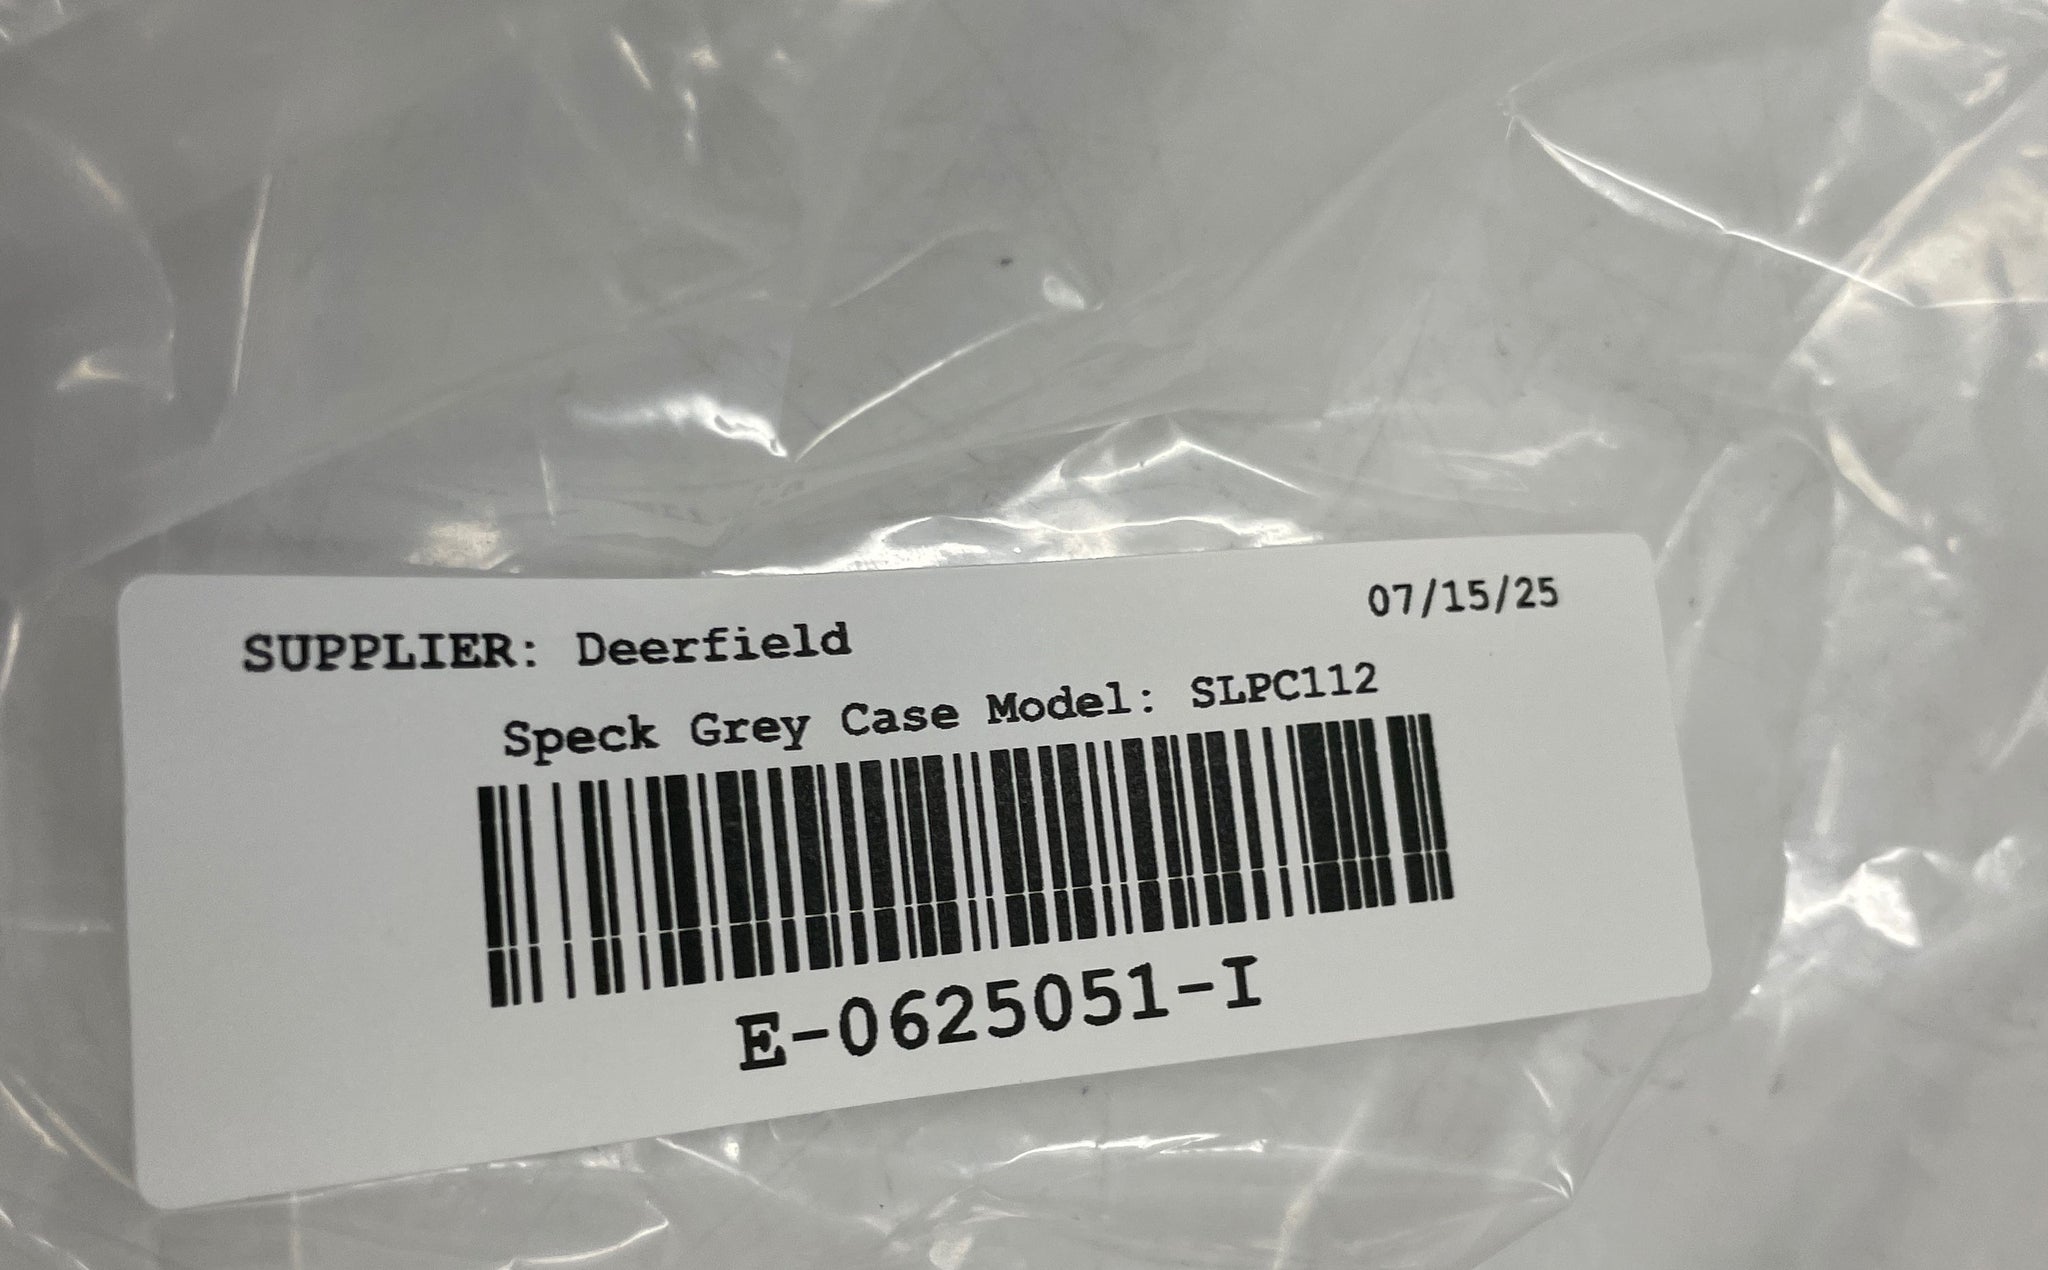 07/15/25
SUPPLIER: Deerfield
Speck Grey Case Model: SLPC112
E-0625051-I